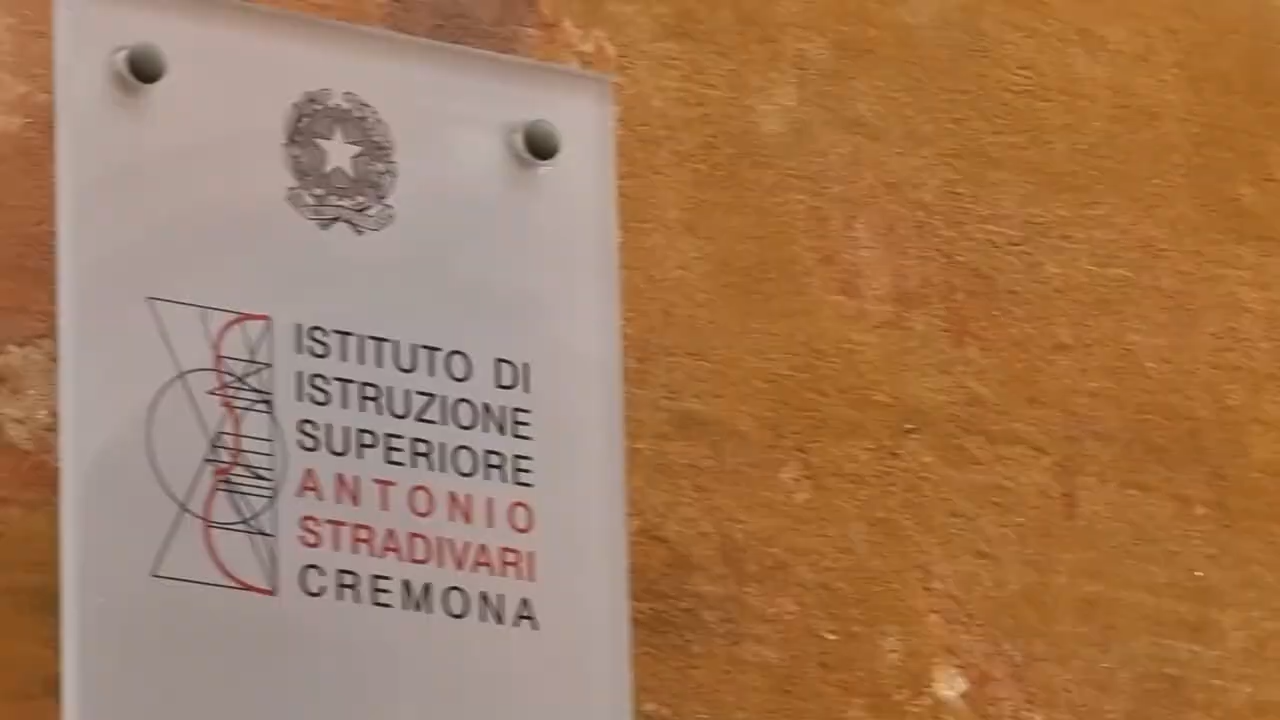 ISTITUTO DI
ISTRUZIONE
SUPERIORE
ANTONIO
STRADIVARI
CREMONA